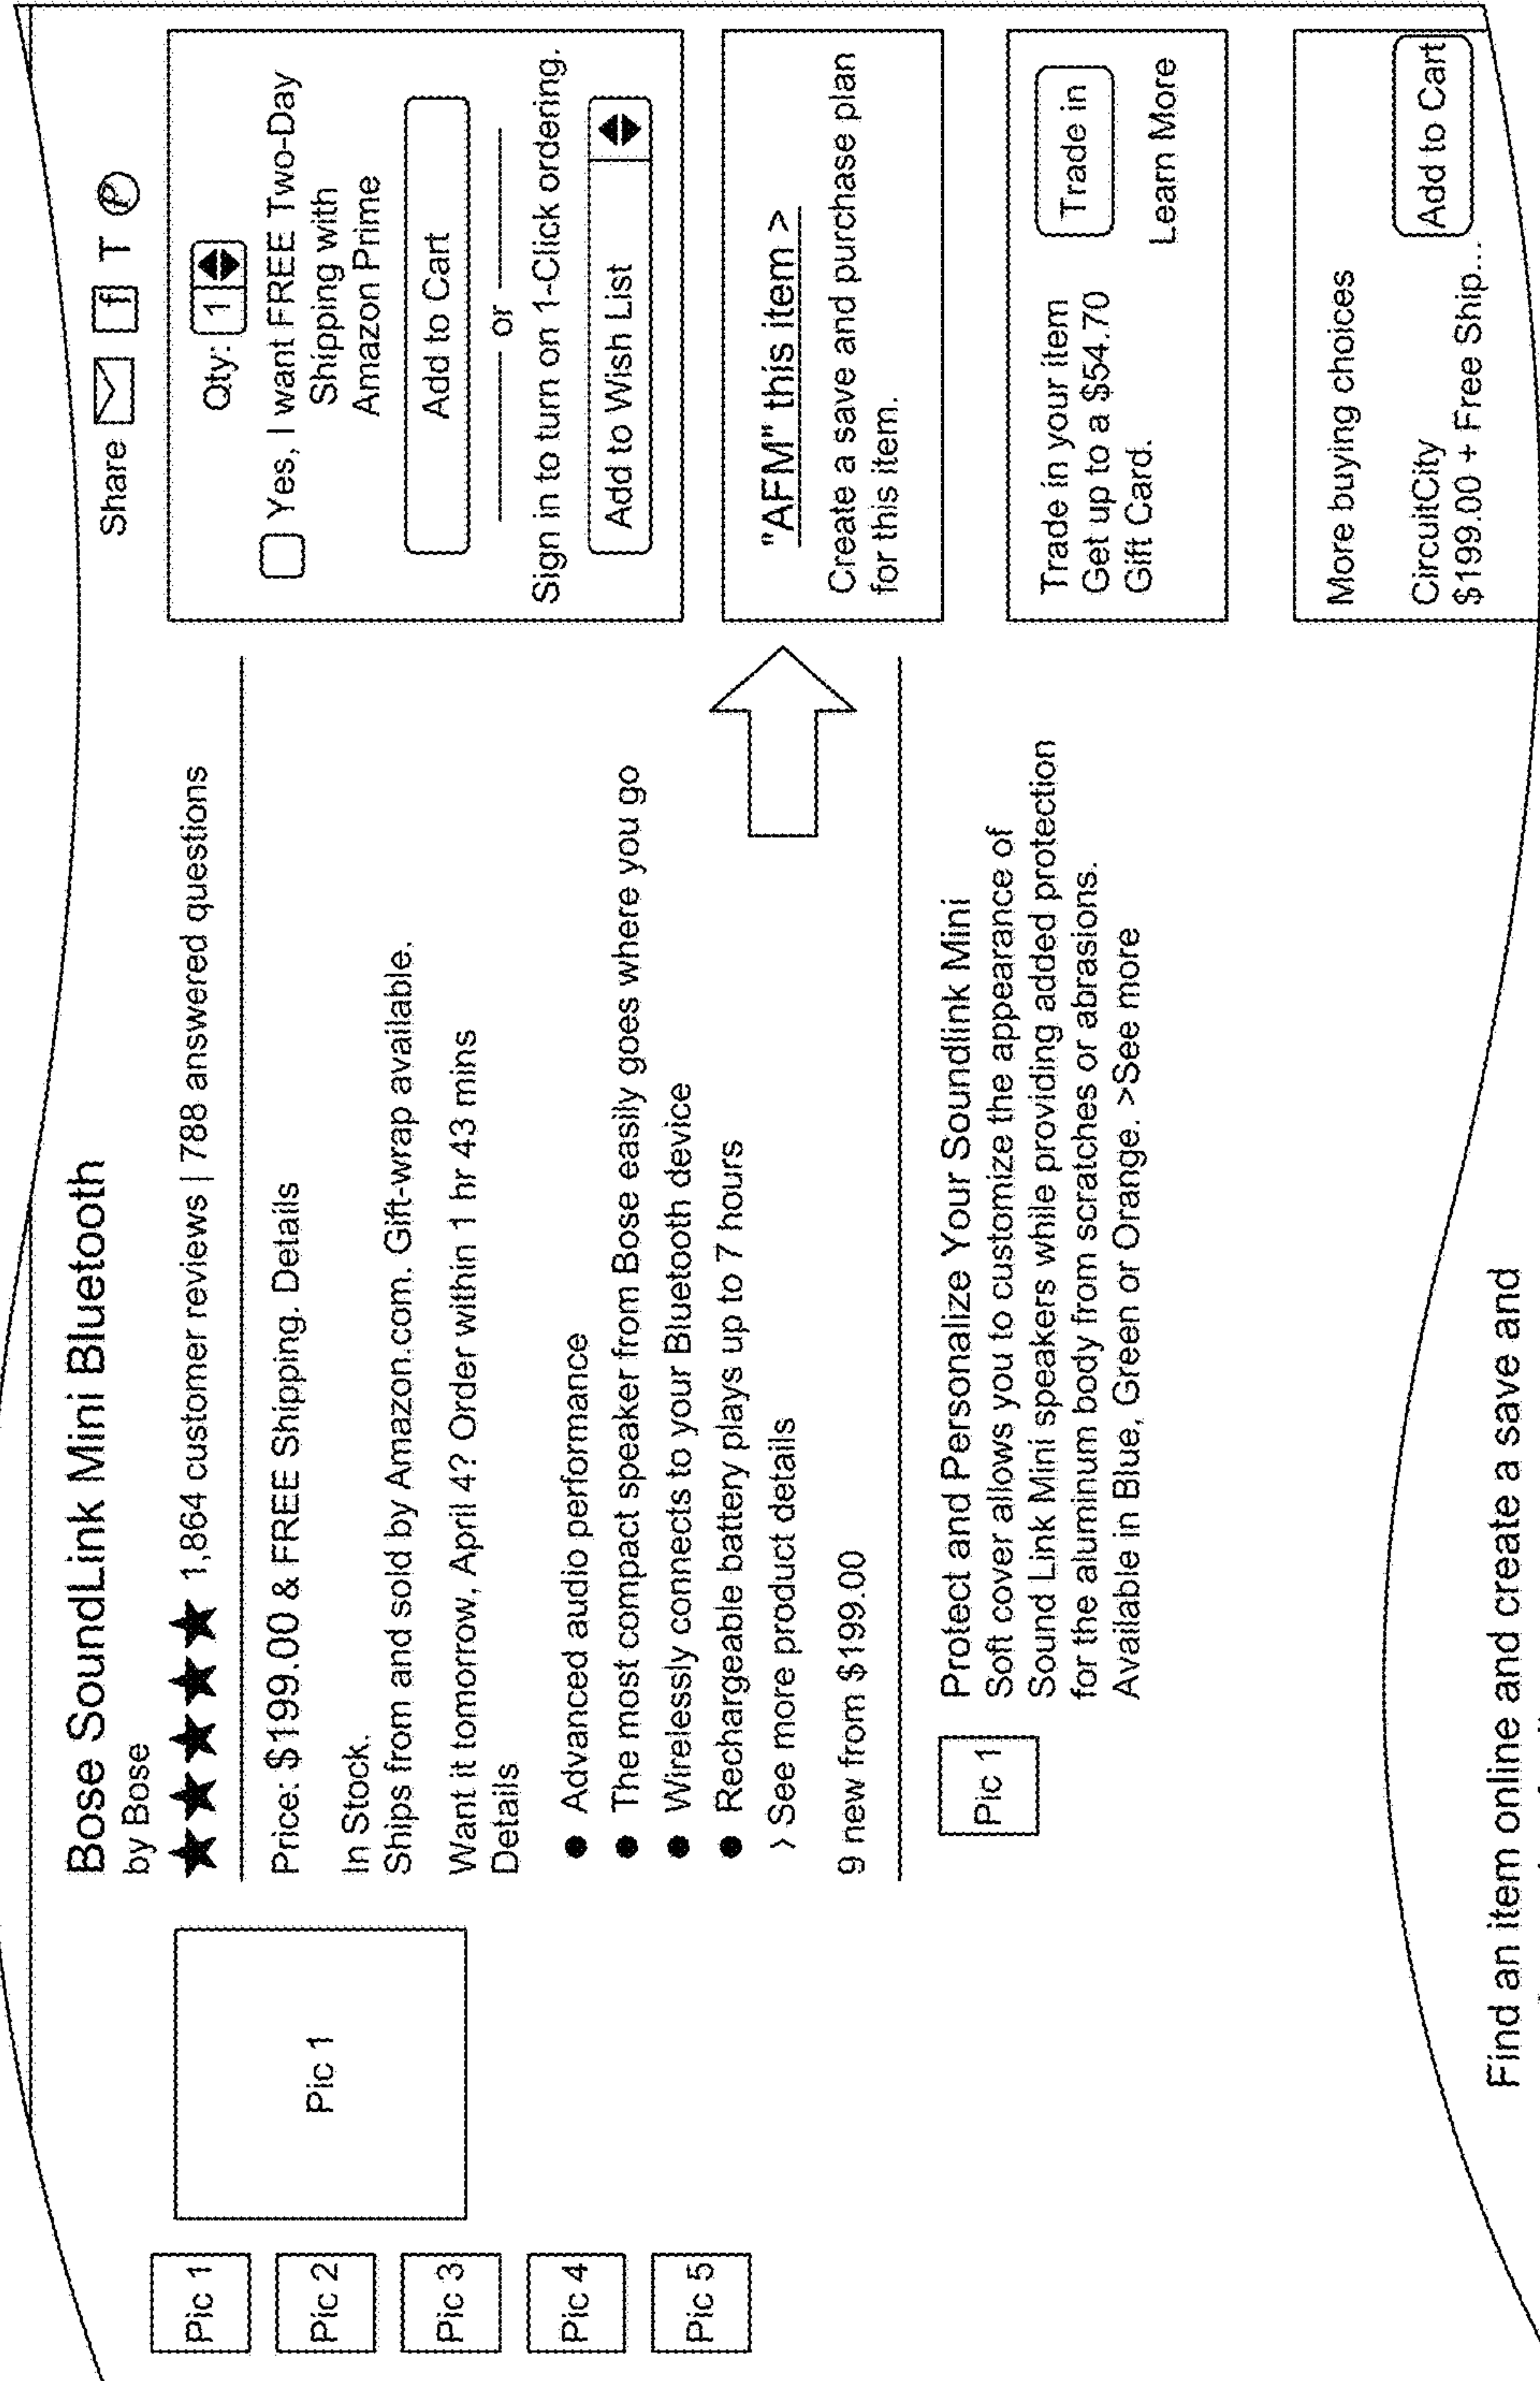 Bose SoundLink Mini Bluetooth
by Bose
1,864 customer reviews | 788 answered questions
Price: $199.00 & FREE Shipping. Details
In Stock.
Ships from and sold by Amazon.com. Gift-wrap available.
Want it tomorrow, April 4? Order within 1 hr 43 mins
Details
● Advanced audio performance
● The most compact speaker from Bose easily goes where you go
● Wirelessly connects to your Bluetooth device
● Rechargeable battery plays up to 7 hours
› See more product details
9 new from $199.00
Pic 1
Pic 2
Pic 3
Pic 4
Pic 5
Pic 1
Pic 1
Protect and Personalize Your Soundlink Mini
Soft cover allows you to customize the appearance of
Sound Link Mini speakers while providing added protection
for the aluminum body from scratches or abrasions.
Available in Blue, Green or Orange. >See more
Share f T P
Qty: 1
Yes, I want FREE Two-Day
Shipping with
Amazon Prime
Add to Cart
or
Sign in to turn on 1-Click ordering.
Add to Wish List
"AFM" this item >
Create a save and purchase plan
for this item.
Trade in your item
Get up to a $54.70
Gift Card.
Trade in
Learn More
More buying choices
CircuitCity
$199.00 + Free Ship...
Add to Cart
Find an item online and create a save and